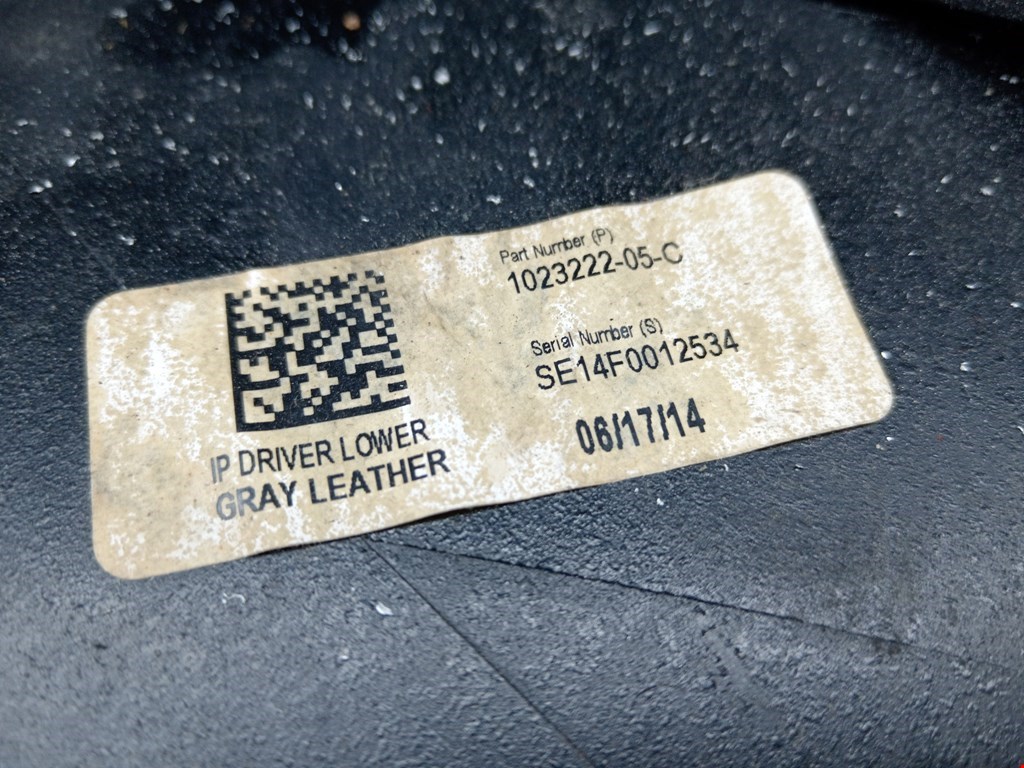 Part Number (P)
1023222-05-C
Serial Number (S)
SE14F0012534
06/17/14
IP DRIVER LOWER
GRAY LEATHER